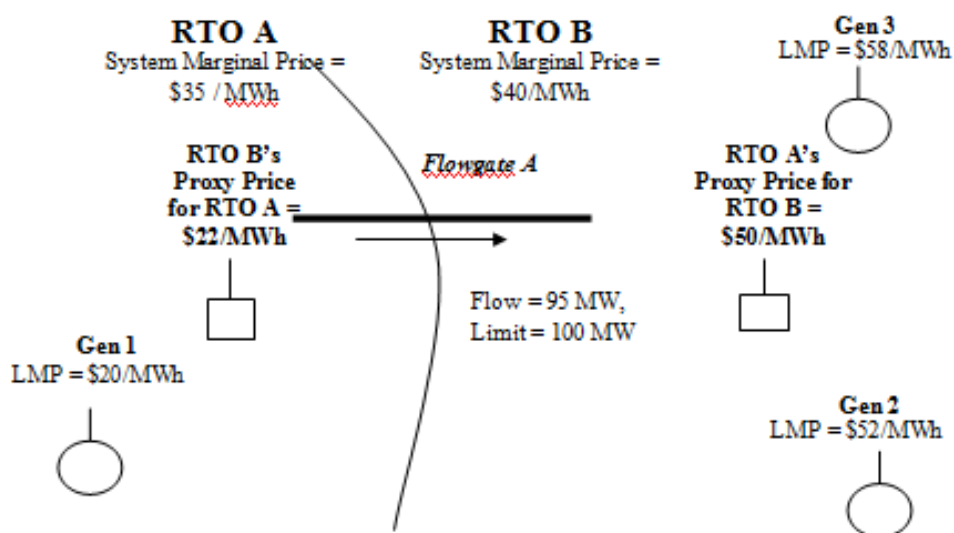 RTO A
System Marginal Price =
$35 / MWh
RTO B
System Marginal Price =
$40/MWh
Gen 3
LMP = $58/MWh
RTO B's
Proxy Price
for RTO A =
$22/MWh
Flowgate A
RTO A's
Proxy Price for
RTO B =
$50/MWh
Flow = 95 MW,
Limit = 100 MW
Gen 1
LMP = $20/MWh
Gen 2
LMP = $52/MWh